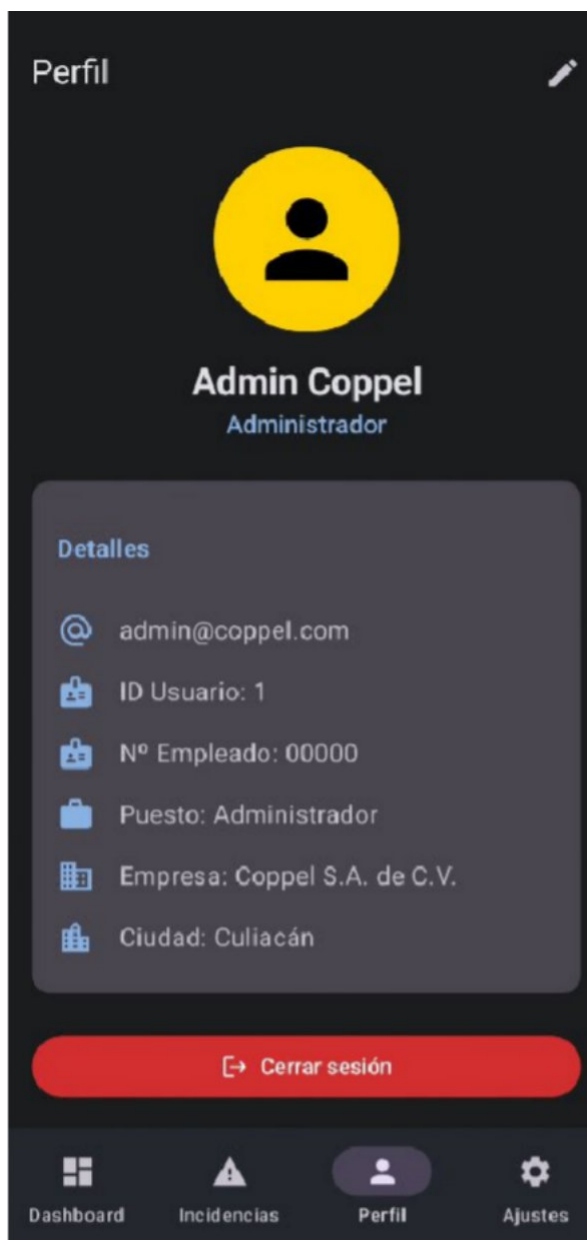 Perfil
Admin Coppel
Administrador
Detalles
admin@coppel.com
ID Usuario: 1
Nº Empleado: 00000
Puesto: Administrador
Empresa: Coppel S.A. de C.V.
Ciudad: Culiacán
Cerrar sesión
Dashboard Incidencias Perfil Ajustes